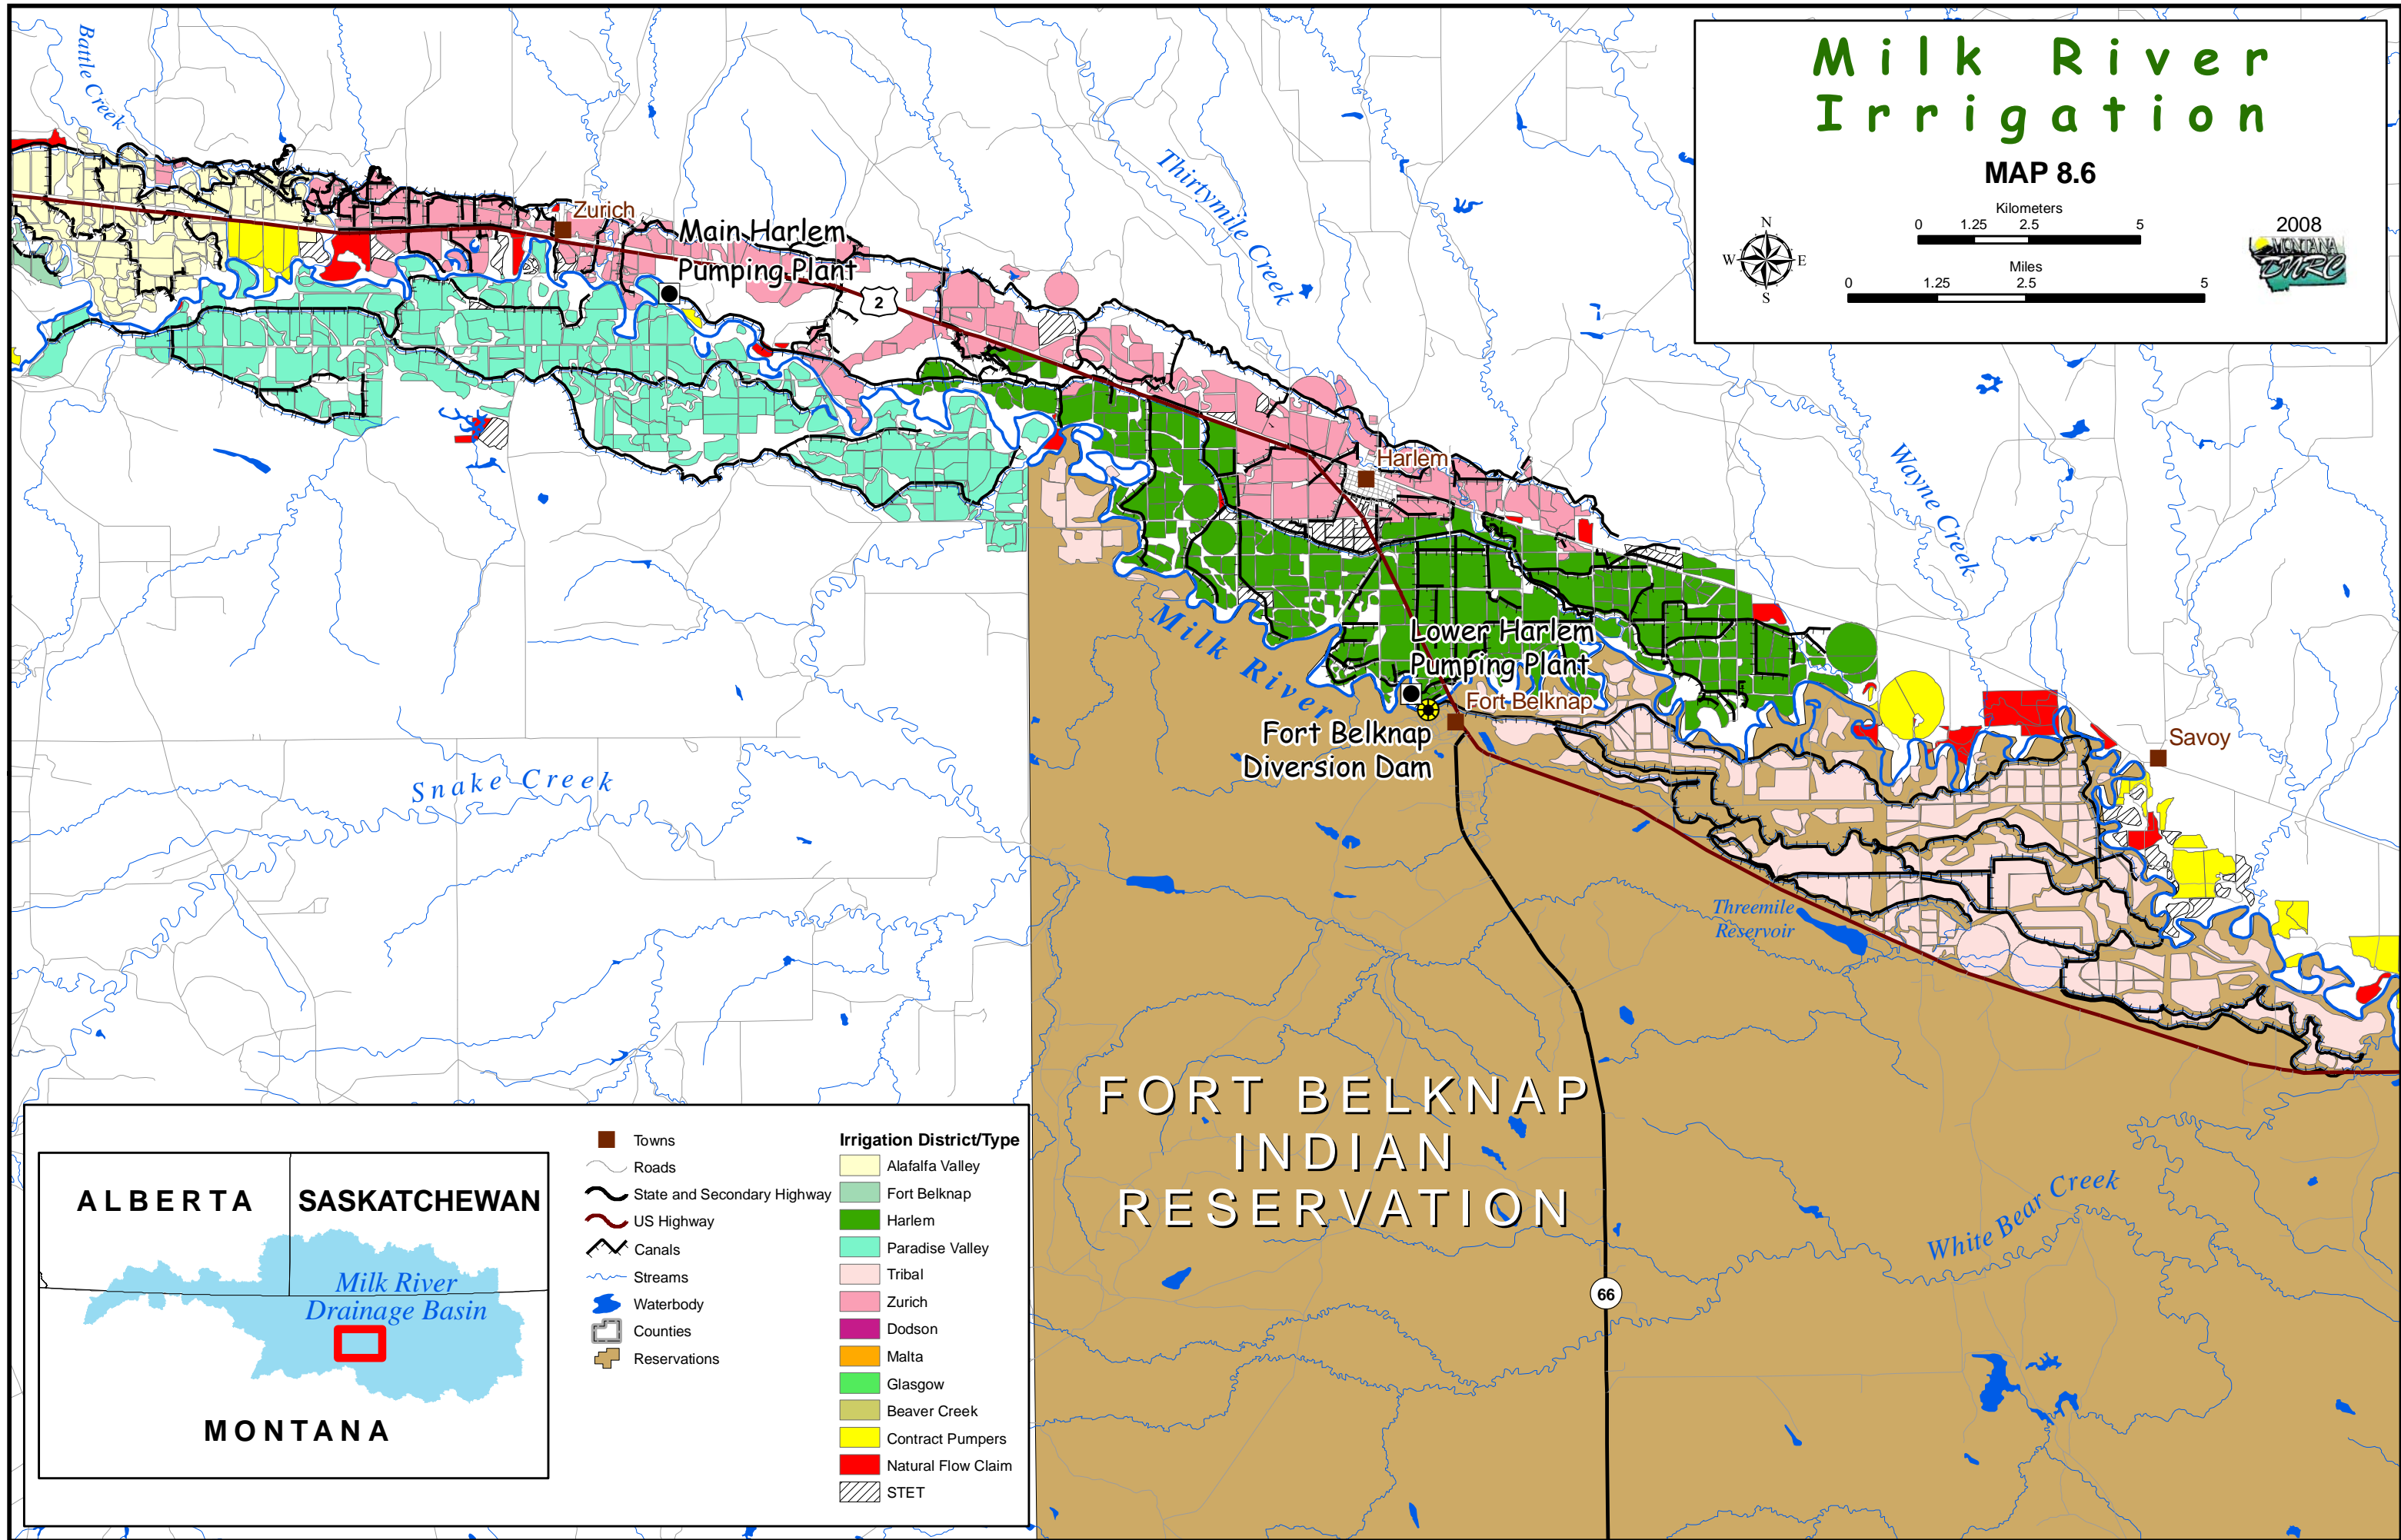 Milk River
Irrigation
MAP 8.6
Kilometers
0 1.25 2.5 5
Miles
0 1.25 2.5 5
N
W E
S
2008
MONTANA
DNRC
Battle Creek
Zurich
Main Harlem
Pumping Plant
2
Thirtymile Creek
Harlem
Wayne Creek
Milk River
Lower Harlem
Pumping Plant
Fort Belknap
Fort Belknap
Diversion Dam
Savoy
Snake Creek
Threemile
Reservoir
FORT BELKNAP
INDIAN
RESERVATION
White Bear Creek
66
ALBERTA
SASKATCHEWAN
Milk River
Drainage Basin
MONTANA
Towns
Roads
State and Secondary Highway
US Highway
Canals
Streams
Waterbody
Counties
Reservations
Irrigation District/Type
Alafalfa Valley
Fort Belknap
Harlem
Paradise Valley
Tribal
Zurich
Dodson
Malta
Glasgow
Beaver Creek
Contract Pumpers
Natural Flow Claim
STET